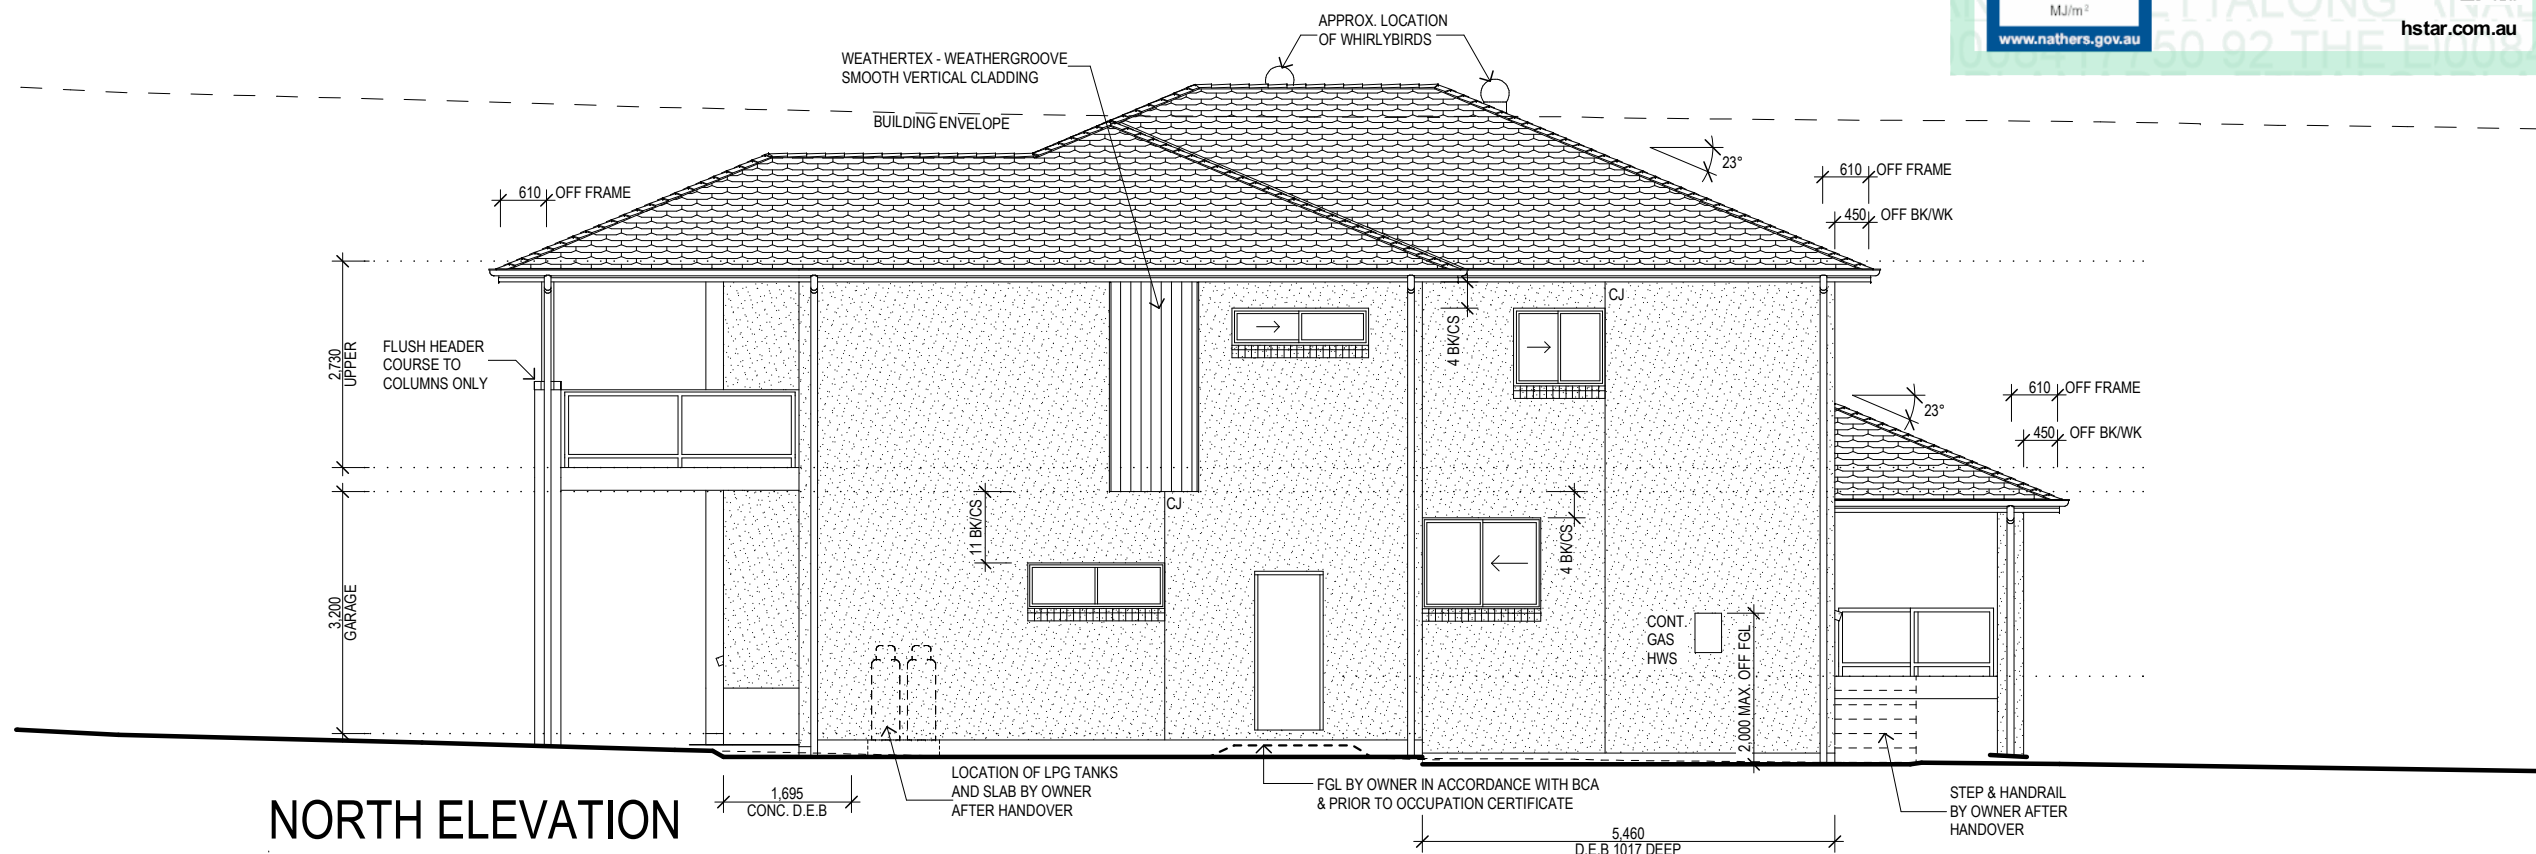 MJ/m²
www.nathers.gov.au
hstar.com.au
APPROX. LOCATION
OF WHIRLYBIRDS
WEATHERTEX - WEATHERGROOVE
SMOOTH VERTICAL CLADDING
BUILDING ENVELOPE
23°
610 OFF FRAME
610 OFF FRAME
450 OFF BK/WK
CJ
4 BK/CS
2,730
UPPER
FLUSH HEADER
COURSE TO
COLUMNS ONLY
610 OFF FRAME
23°
450 OFF BK/WK
CJ
11 BK/CS
4 BK/CS
3,200
GARAGE
CONT.
GAS
HWS
2,000 MAX. OFF FGL
LOCATION OF LPG TANKS
AND SLAB BY OWNER
AFTER HANDOVER
FGL BY OWNER IN ACCORDANCE WITH BCA
& PRIOR TO OCCUPATION CERTIFICATE
STEP & HANDRAIL
BY OWNER AFTER
HANDOVER
1,695
CONC. D.E.B
5,460
D.E.B 1017 DEEP
NORTH ELEVATION